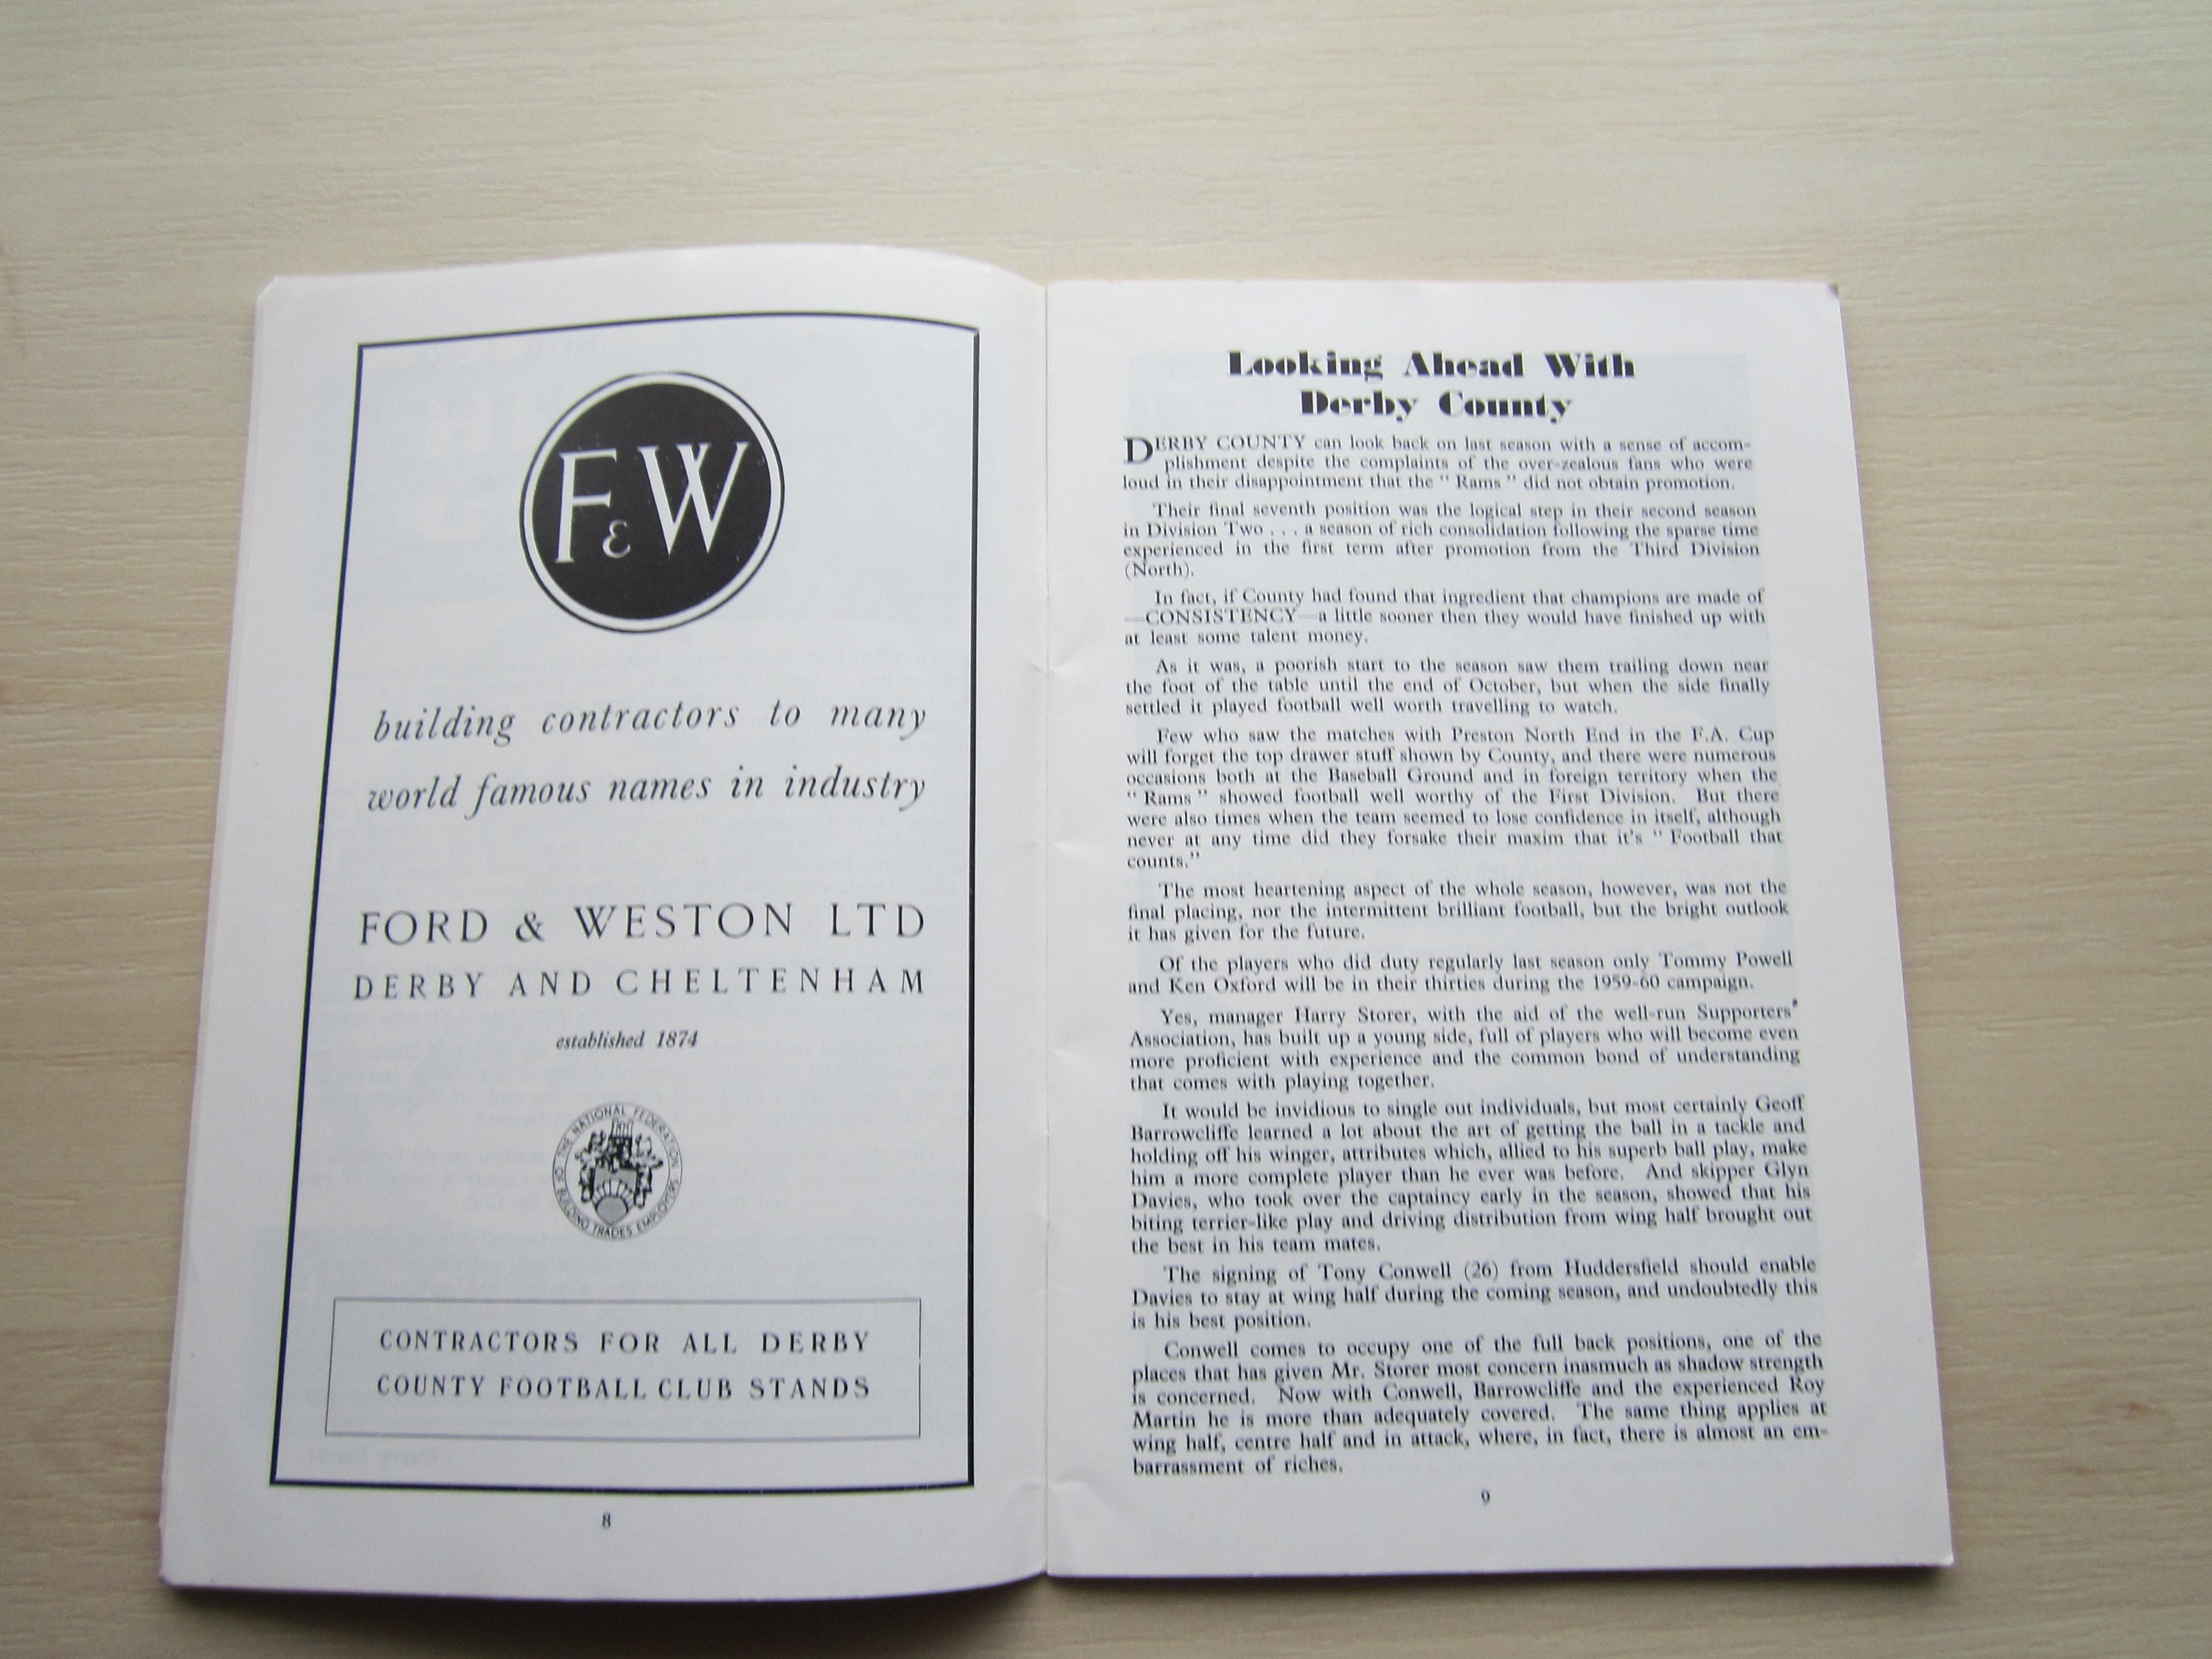 F & W
building contractors to many
world famous names in industry
FORD & WESTON LTD
DERBY AND CHELTENHAM
established 1874
THE NATIONAL FEDERATION
OF BUILDING TRADES EMPLOYERS
CONTRACTORS FOR ALL DERBY
COUNTY FOOTBALL CLUB STANDS
8
Looking Ahead With
Derby County
DERBY COUNTY can look back on last season with a sense of accom-
plishment despite the complaints of the over-zealous fans who were
loud in their disappointment that the “ Rams ” did not obtain promotion.
Their final seventh position was the logical step in their second season
in Division Two . . . a season of rich consolidation following the sparse time
experienced in the first term after promotion from the Third Division
(North).
In fact, if County had found that ingredient that champions are made of
—CONSISTENCY—a little sooner then they would have finished up with
at least some talent money.
As it was, a poorish start to the season saw them trailing down near
the foot of the table until the end of October, but when the side finally
settled it played football well worth travelling to watch.
Few who saw the matches with Preston North End in the F.A. Cup
will forget the top drawer stuff shown by County, and there were numerous
occasions both at the Baseball Ground and in foreign territory when the
“ Rams ” showed football well worthy of the First Division. But there
were also times when the team seemed to lose confidence in itself, although
never at any time did they forsake their maxim that it's “ Football that
counts.”
The most heartening aspect of the whole season, however, was not the
final placing, nor the intermittent brilliant football, but the bright outlook
it has given for the future.
Of the players who did duty regularly last season only Tommy Powell
and Ken Oxford will be in their thirties during the 1959-60 campaign.
Yes, manager Harry Storer, with the aid of the well-run Supporters'
Association, has built up a young side, full of players who will become even
more proficient with experience and the common bond of understanding
that comes with playing together.
It would be invidious to single out individuals, but most certainly Geoff
Barrowcliffe learned a lot about the art of getting the ball in a tackle and
holding off his winger, attributes which, allied to his superb ball play, make
him a more complete player than he ever was before. And skipper Glyn
Davies, who took over the captaincy early in the season, showed that his
biting terrier-like play and driving distribution from wing half brought out
the best in his team mates.
The signing of Tony Conwell (26) from Huddersfield should enable
Davies to stay at wing half during the coming season, and undoubtedly this
is his best position.
Conwell comes to occupy one of the full back positions, one of the
places that has given Mr. Storer most concern inasmuch as shadow strength
is concerned. Now with Conwell, Barrowcliffe and the experienced Roy
Martin he is more than adequately covered. The same thing applies at
wing half, centre half and in attack, where, in fact, there is almost an em-
barrassment of riches.
9